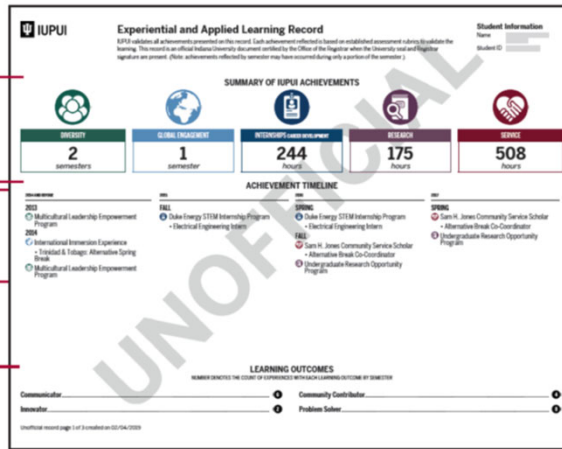 IUPUI
Experiential and Applied Learning Record
IUPUI validates all achievements presented on this record. Each achievement reflected is based on established assessment rubrics to validate the
learning. This record is an official Indiana University document certified by the Office of the Registrar when the University seal and Registrar
signature are present. (Note: achievements reflected by semester may have occurred during only a portion of the semester.)
Student Information
Name
Student ID
SUMMARY OF IUPUI ACHIEVEMENTS
DIVERSITY
2
semesters
GLOBAL ENGAGEMENT
1
semester
INTERNSHIPS CAREER DEVELOPMENT
244
hours
RESEARCH
175
hours
SERVICE
508
hours
ACHIEVEMENT TIMELINE
2013
Multicultural Leadership Empowerment
Program
2014
International Immersion Experience
• Trinidad & Tobago: Alternative Spring
Break
Multicultural Leadership Empowerment
Program
FALL
Duke Energy STEM Internship Program
• Electrical Engineering Intern
SPRING
Duke Energy STEM Internship Program
• Electrical Engineering Intern
FALL
Sam H. Jones Community Service Scholar
• Alternative Break Co-Coordinator
Undergraduate Research Opportunity
Program
2017
SPRING
Sam H. Jones Community Service Scholar
• Alternative Break Co-Coordinator
Undergraduate Research Opportunity
Program
UNOFFICIAL
LEARNING OUTCOMES
NUMBER DENOTES THE COUNT OF EXPERIENCES WITH EACH LEARNING OUTCOME BY SEMESTER
Communicator
Community Contributor
Innovator
Problem Solver
Unofficial record page 1 of 3 created on 02/04/2019